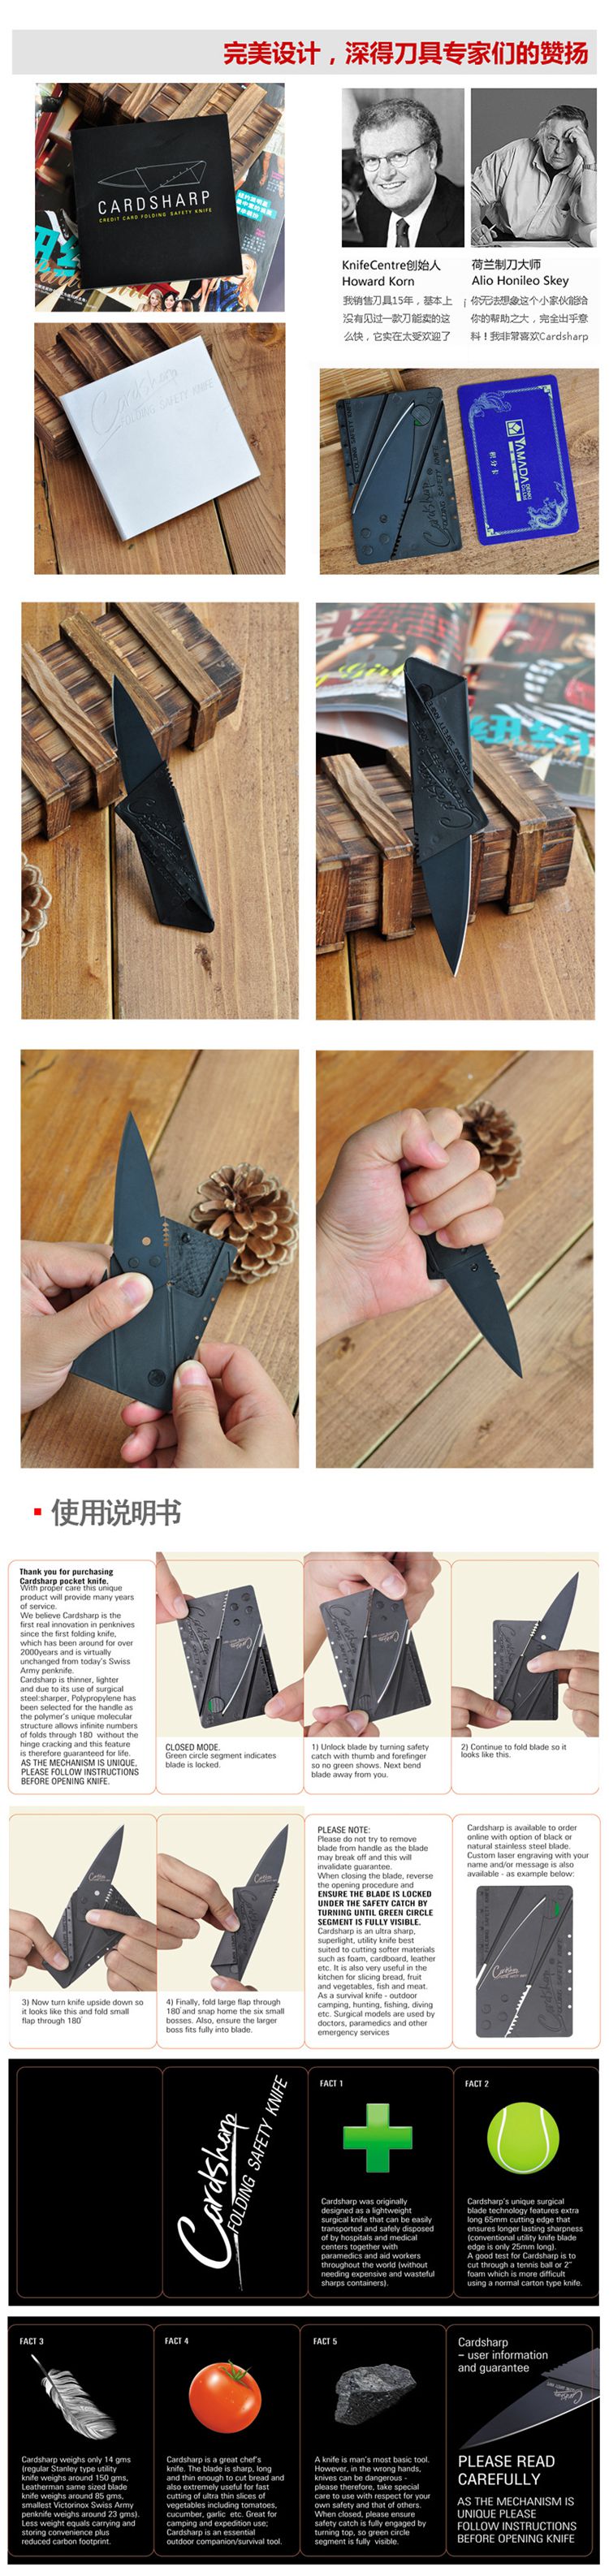 完美设计，深得刀具专家们的赞扬
CARDSHARP
CREDIT CARD FOLDING SAFETY KNIFE
KnifeCentre创始人
Howard Korn
我销售刀具15年，基本上
没有见过一款刀能卖的这
么快，它实在太受欢迎了
荷兰制刀大师
Alio Honileo Skey
你无法想象这个小家伙能给
你的帮助之大，完全出乎意
料！我非常喜欢Cardsharp
Cardsharp
FOLDING SAFETY KNIFE
Cardsharp
FOLDING SAFETY
YAMADA
使用说明书
Thank you for purchasing
Cardsharp pocket knife.
With proper care this unique
product will provide many years
of service.
We believe Cardsharp is the
first real innovation in penknives
since the first folding knife,
which has been around for over
2000years and is virtually
unchanged from today's Swiss
Army penknife.
Cardsharp is thinner, lighter
and due to its use of surgical
steel:sharper, Polypropylene has
been selected for the handle as
the polymer's unique molecular
structure allows infinite numbers
of folds through 180 without the
hinge cracking and this feature
is therefore guaranteed for life.
AS THE MECHANISM IS UNIQUE,
PLEASE FOLLOW INSTRUCTIONS
BEFORE OPENING KNIFE.
CLOSED MODE.
Green circle segment indicates
blade is locked.
1) Unlock blade by turning safety
catch with thumb and forefinger
so no green shows. Next bend
blade away from you.
2) Continue to fold blade so it
looks like this.
3) Now turn knife upside down so
it looks like this and fold small
flap through 180°
4) Finally, fold large flap through
180°and snap home the six small
bosses. Also, ensure the larger
boss fits fully into blade.
PLEASE NOTE:
Please do not try to remove
blade from handle as the blade
may break off and this will
invalidate guarantee.
When closing the blade, reverse
the opening procedure and
ENSURE THE BLADE IS LOCKED
UNDER THE SAFETY CATCH BY
TURNING UNTIL GREEN CIRCLE
SEGMENT IS FULLY VISIBLE.
Cardsharp is an ultra sharp,
superlight, utility knife best
suited to cutting softer materials
such as foam, cardboard, leather
etc. It is also very useful in the
kitchen for slicing bread, fruit
and vegetables, fish and meat.
As a survival knife - outdoor
camping, hunting, fishing, diving
etc. Surgical models are used by
doctors, paramedics and other
emergency services
Cardsharp is available to order
online with option of black or
natural stainless steel blade.
Custom laser engraving with your
name and/or message is also
available - as example below:
Cardsharp
Cardsharp
FOLDING SAFETY KNIFE
FACT 1
Cardsharp was originally
designed as a lightweight
surgical knife that can be easily
transported and safely disposed
of by hospitals and medical
centers together with
paramedics and aid workers
throughout the world (without
needing expensive and wasteful
sharps containers).
FACT 2
Cardsharp's unique surgical
blade technology features extra
long 65mm cutting edge that
ensures longer lasting sharpness
(conventional utility knife blade
edge is only 25mm long).
A good test for Cardsharp is to
cut through a tennis ball or 2"
foam which is more difficult
using a normal carton type knife.
FACT 3
Cardsharp weighs only 14 gms
(regular Stanley type utility
knife weighs around 150 gms,
Leatherman same sized blade
knife weighs around 85 gms,
smallest Victorinox Swiss Army
penknife weighs around 23 gms).
Less weight equals carrying and
storing convenience plus
reduced carbon footprint.
FACT 4
Cardsharp is a great chef's
knife. The blade is sharp, long
and thin enough to cut bread and
also extremely useful for fast
cutting of ultra thin slices of
vegetables including tomatoes,
cucumber, garlic etc. Great for
camping and expedition use;
Cardsharp is an essential
outdoor companion/survival tool.
FACT 5
A knife is man's most basic tool.
However, in the wrong hands,
knives can be dangerous -
please therefore, take special
care to use with respect for your
own safety and that of others.
When closed, please ensure
safety catch is fully engaged by
turning top, so green circle
segment is fully visible.
Cardsharp
– user information
and guarantee
PLEASE READ
CAREFULLY
AS THE MECHANISM IS
UNIQUE PLEASE
FOLLOW INSTRUCTIONS
BEFORE OPENING KNIFE